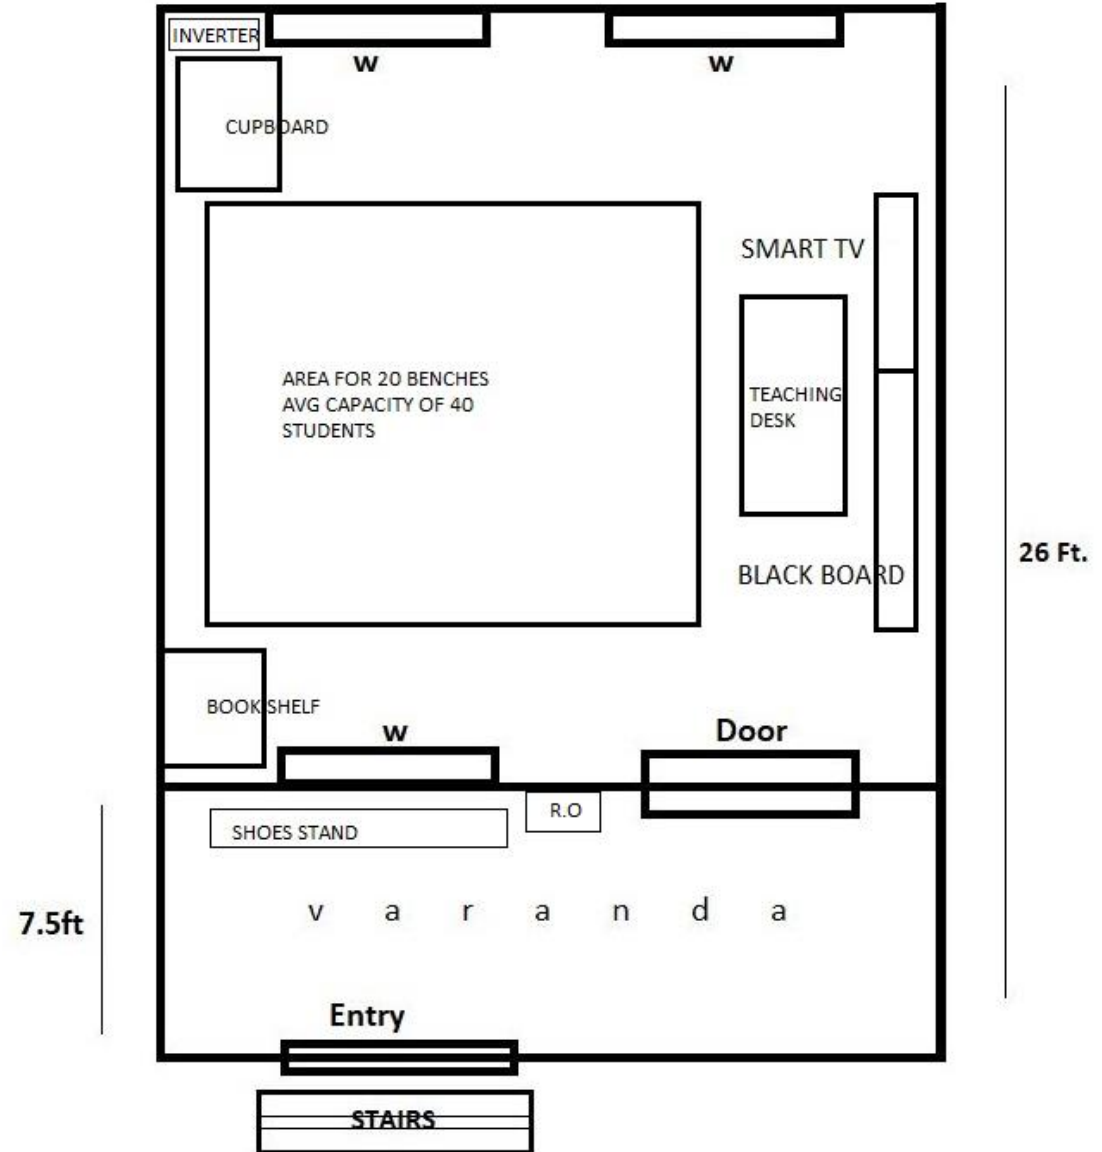 INVERTER
w
w
CUPBOARD
SMART TV
AREA FOR 20 BENCHES
AVG CAPACITY OF 40
STUDENTS
TEACHING
DESK
26 Ft.
BLACK BOARD
BOOK SHELF
w
Door
R.O
SHOES STAND
v a r a n d a
7.5ft
Entry
STAIRS